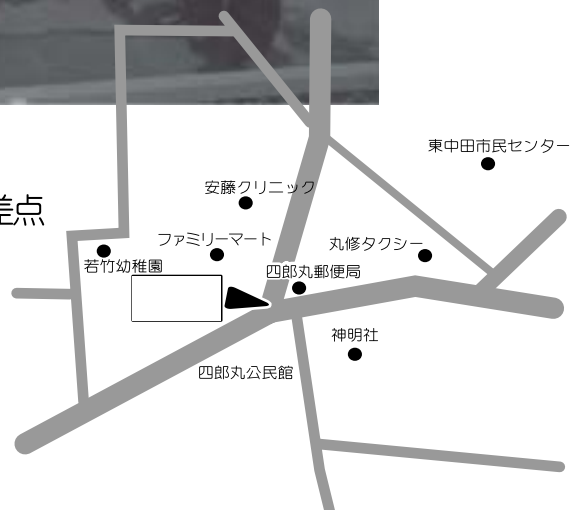 東中田市民センター
安藤クリニック
差点
ファミリーマート
丸修タクシー
若竹幼稚園
四郎丸郵便局
神明社
四郎丸公民館